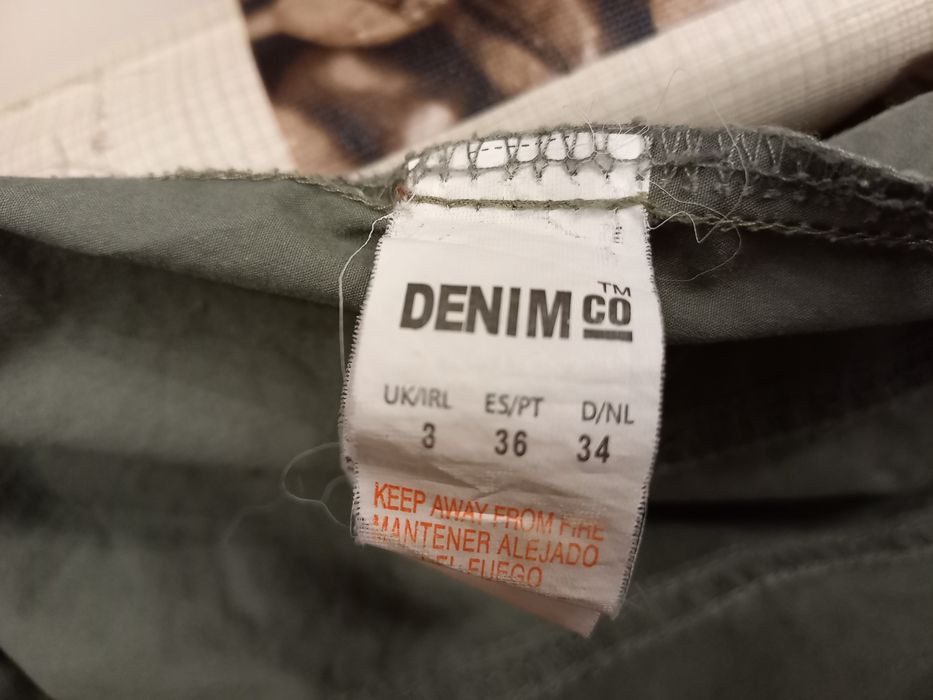 DENIM CO™
UK/IRL ES/PT D/NL
3 36 34
KEEP AWAY FROM FIRE
MANTENER ALEJADO
DEL FUEGO